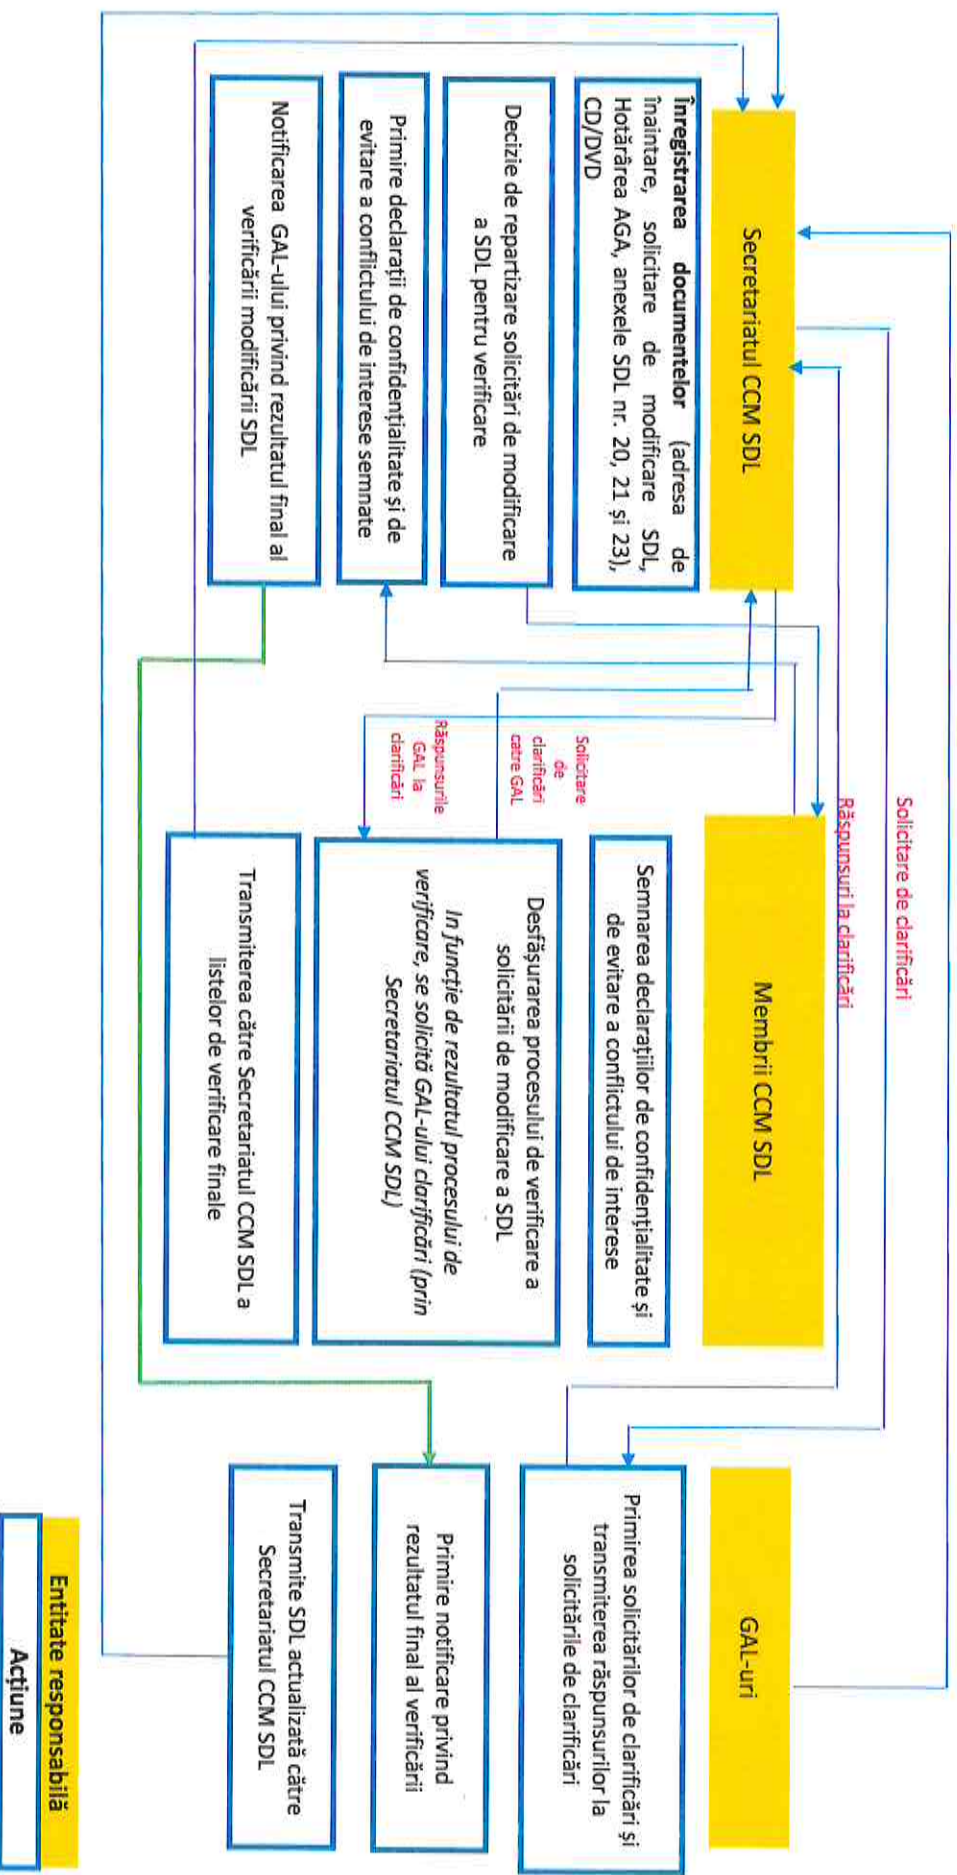 Secretariatul CCM SDL
Înregistrarea documentelor (adresa de
înaintare, solicitare de modificare SDL,
Hotărârea AGA, anexele SDL nr. 20, 21 și 23),
CD/DVD
Decizie de repartizare solicitări de modificare
a SDL pentru verificare
Primire declarații de confidențialitate și de
evitare a conflictului de interese semnate
Notificarea GAL-ului privind rezultatul final al
verificării modificării SDL
Solicitare de clarificări
Răspunsuri la clarificări
Solicitare
de
clarificări
catre GAL
Răspunsurile
GAL la
clarificări
Membrii CCM SDL
Semnarea declarațiilor de confidențialitate și
de evitare a conflictului de interese
Desfășurarea procesului de verificare a
solicitării de modificare a SDL
In funcție de rezultatul procesului de
verificare, se solicită GAL-ului clarificări (prin
Secretariatul CCM SDL)
Transmiterea către Secretariatul CCM SDL a
listelor de verificare finale
GAL-uri
Primirea solicitărilor de clarificări și
transmiterea răspunsurilor la
solicitările de clarificări
Primire notificare privind
rezultatul final al verificării
Transmite SDL actualizată către
Secretariatul CCM SDL
Entitate responsabilă
Acțiune